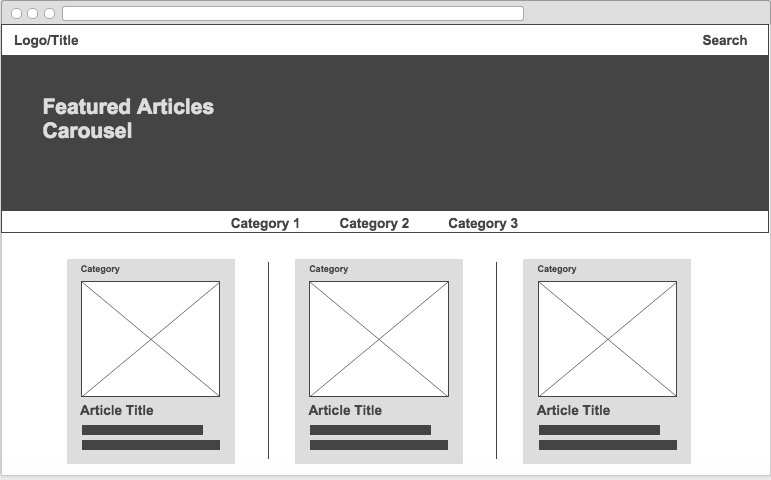 Logo/Title
Search
Featured Articles
Carousel
Category 1
Category 2
Category 3
Category
Category
Category
Article Title
Article Title
Article Title